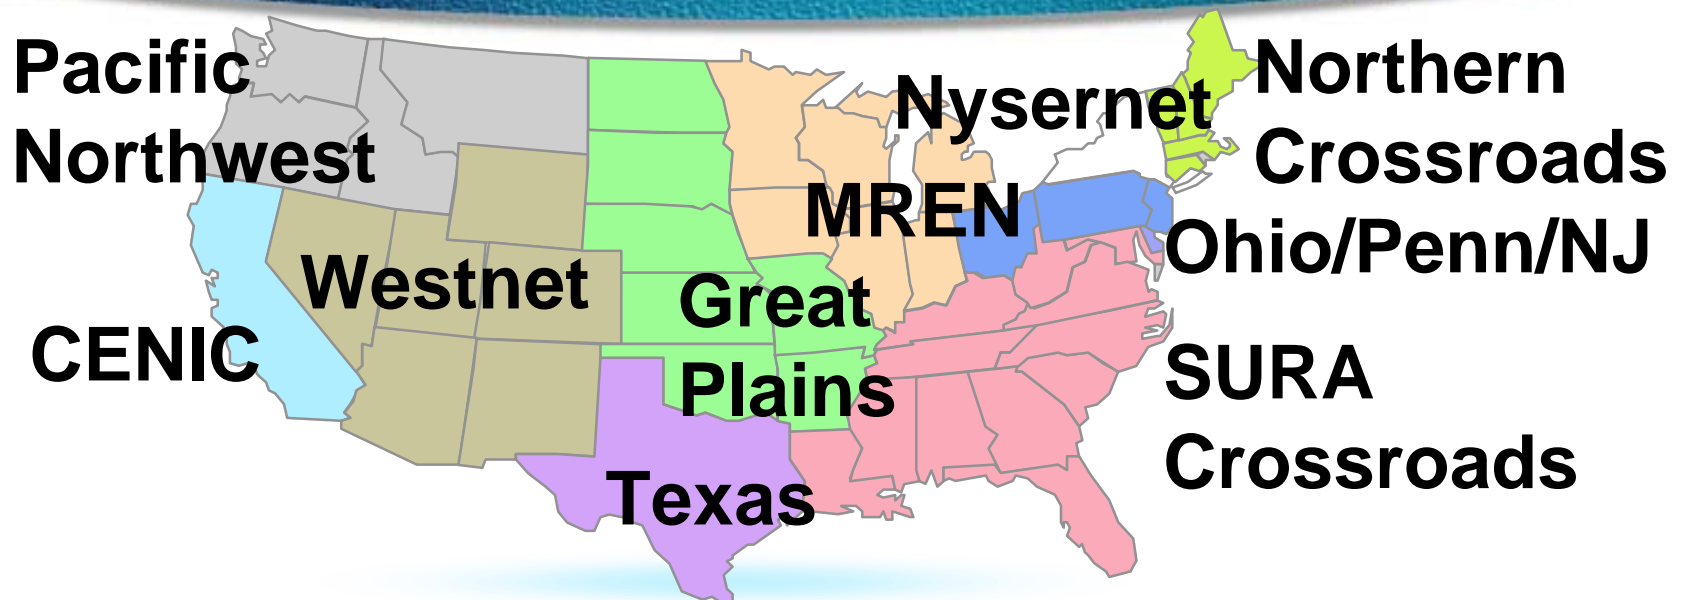 Pacific
Northwest
Nysernet
Northern
Crossroads
MREN
Ohio/Penn/NJ
Westnet
Great
Plains
CENIC
SURA
Crossroads
Texas